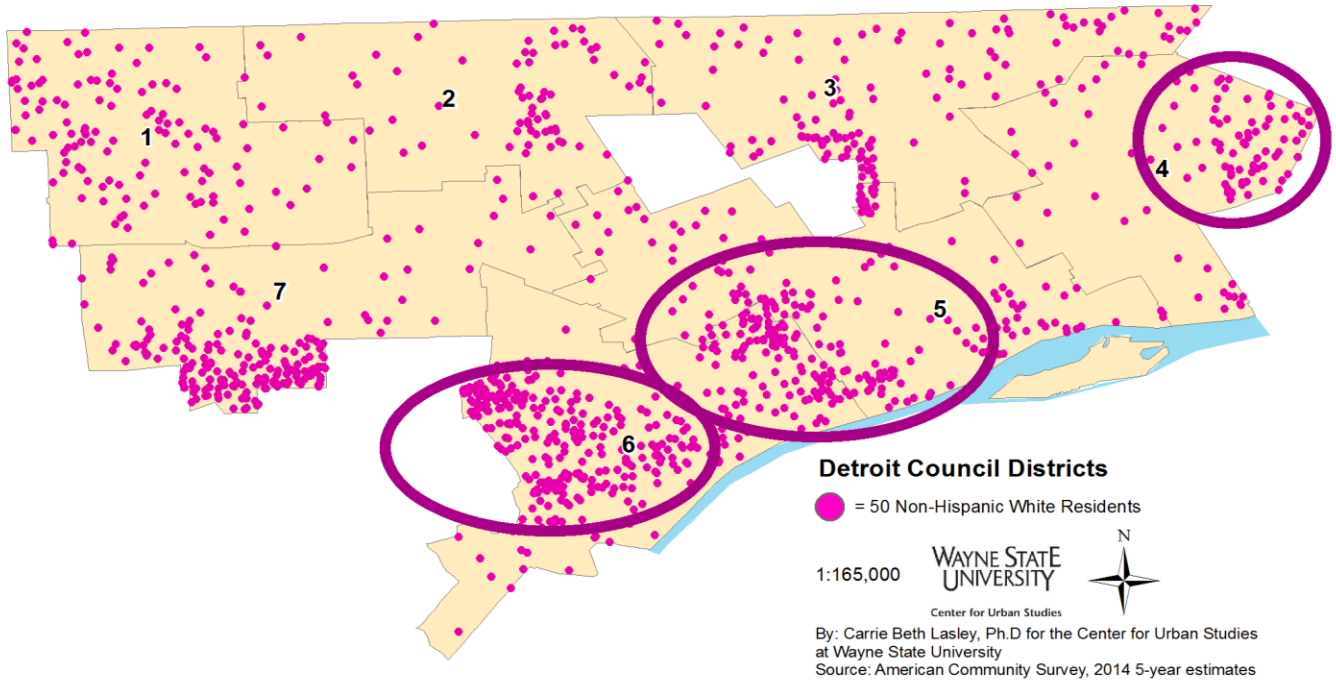 1
2
3
4
5
6
7
Detroit Council Districts
= 50 Non-Hispanic White Residents
1:165,000
WAYNE STATE
UNIVERSITY
Center for Urban Studies
N
By: Carrie Beth Lasley, Ph.D for the Center for Urban Studies
at Wayne State University
Source: American Community Survey, 2014 5-year estimates